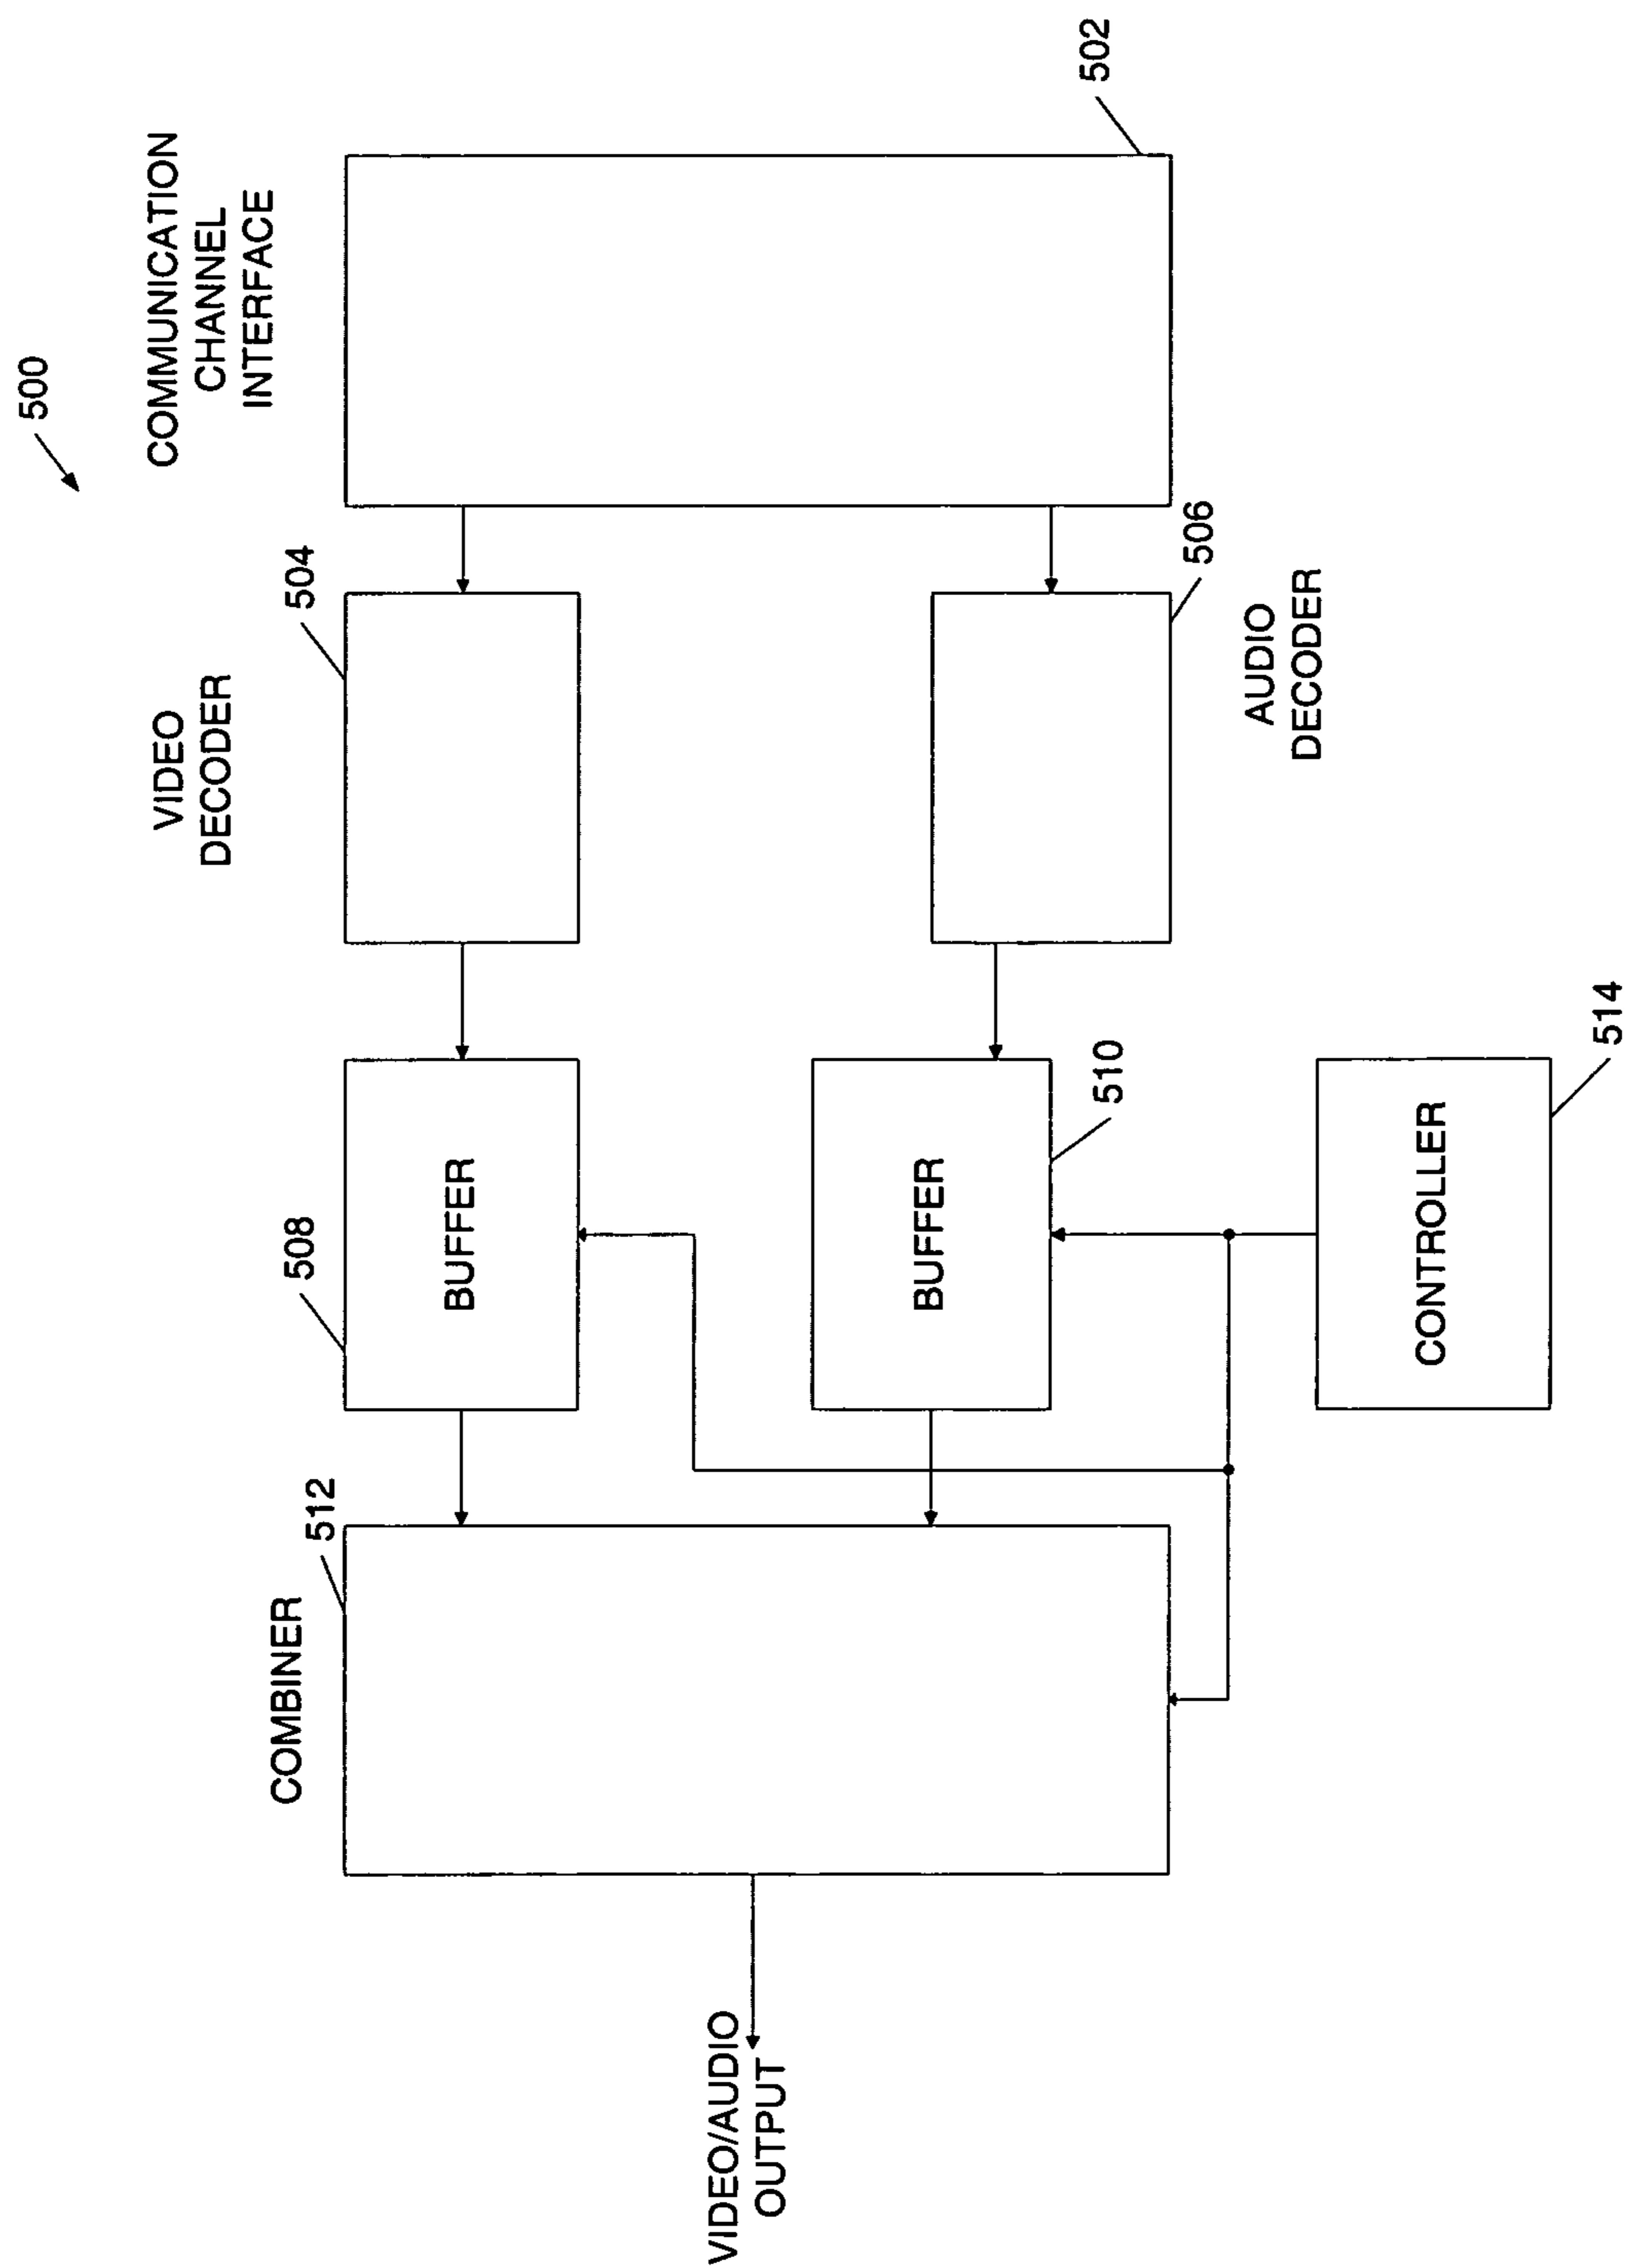 500
COMMUNICATION
CHANNEL
INTERFACE
502
VIDEO
DECODER
504
506
AUDIO
DECODER
508
BUFFER
BUFFER
510
CONTROLLER
514
COMBINER
512
VIDEO/AUDIO
OUTPUT